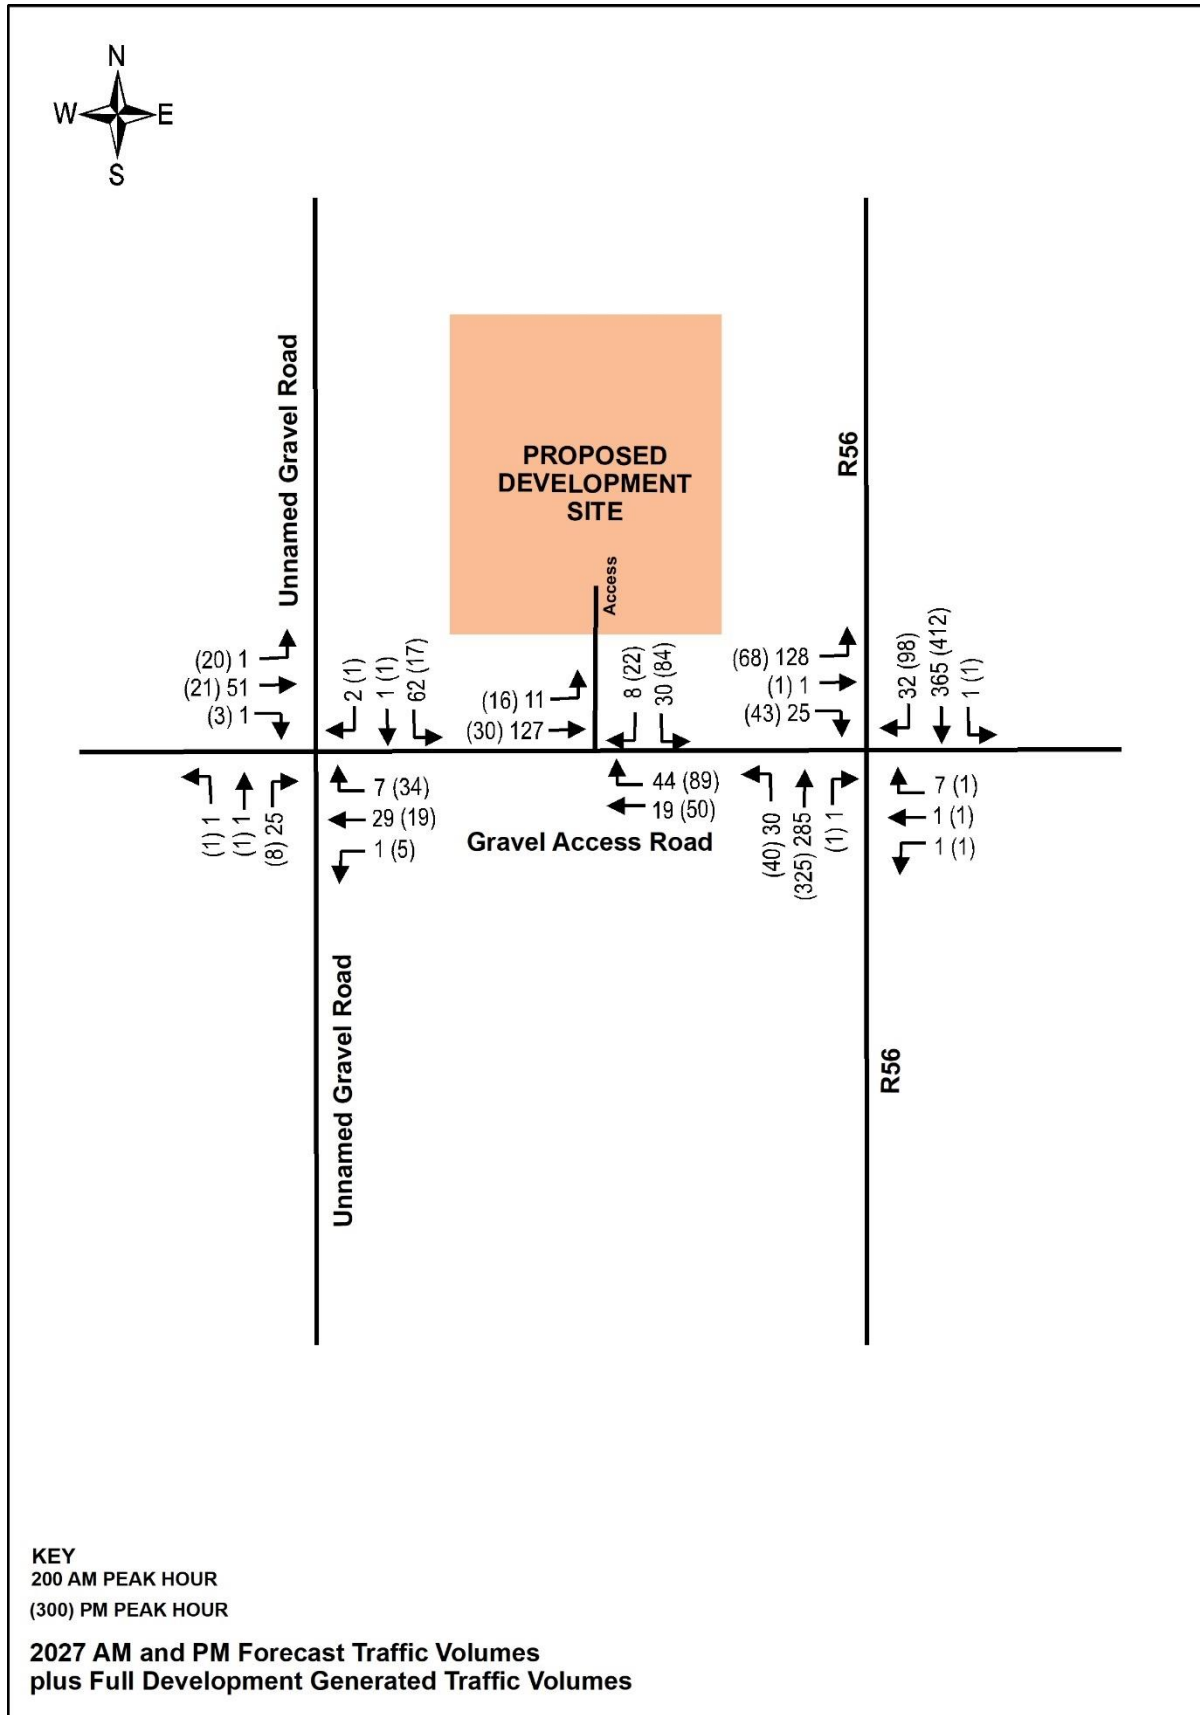 N
W E
S
Unnamed Gravel Road
R56
PROPOSED
DEVELOPMENT
SITE
Access
(20) 1
(21) 51
(3) 1
2 (1)
1 (1)
62 (17)
(16) 11
(30) 127
8 (22)
30 (84)
(68) 128
(1) 1
(43) 25
32 (98)
365 (412)
1 (1)
(1) 1
(1) 1
(8) 25
7 (34)
29 (19)
1 (5)
44 (89)
19 (50)
Gravel Access Road
(40) 30
(325) 285
(1) 1
7 (1)
1 (1)
1 (1)
Unnamed Gravel Road
R56
KEY
200 AM PEAK HOUR
(300) PM PEAK HOUR
2027 AM and PM Forecast Traffic Volumes
plus Full Development Generated Traffic Volumes